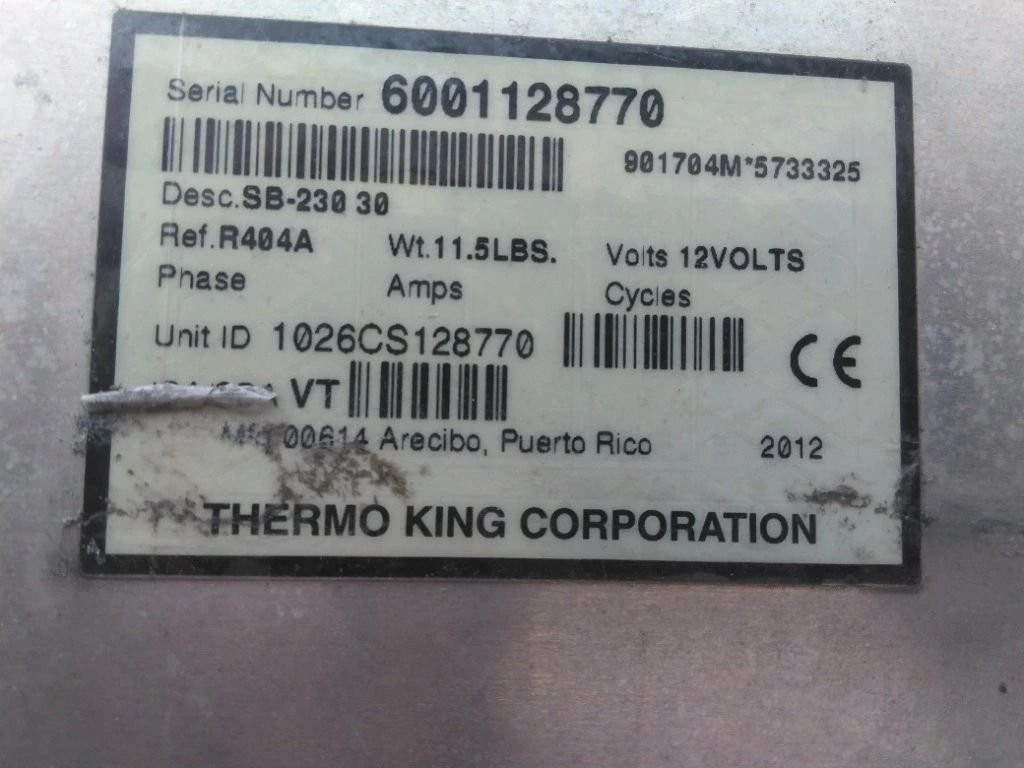 Serial Number 6001128770
901704M*5733325
Desc.SB-230 30
Ref.R404A Wt.11.5LBS. Volts 12VOLTS
Phase Amps Cycles
Unit ID 1026CS128770
CE
VT
Mfg 00614 Arecibo, Puerto Rico 2012
THERMO KING CORPORATION